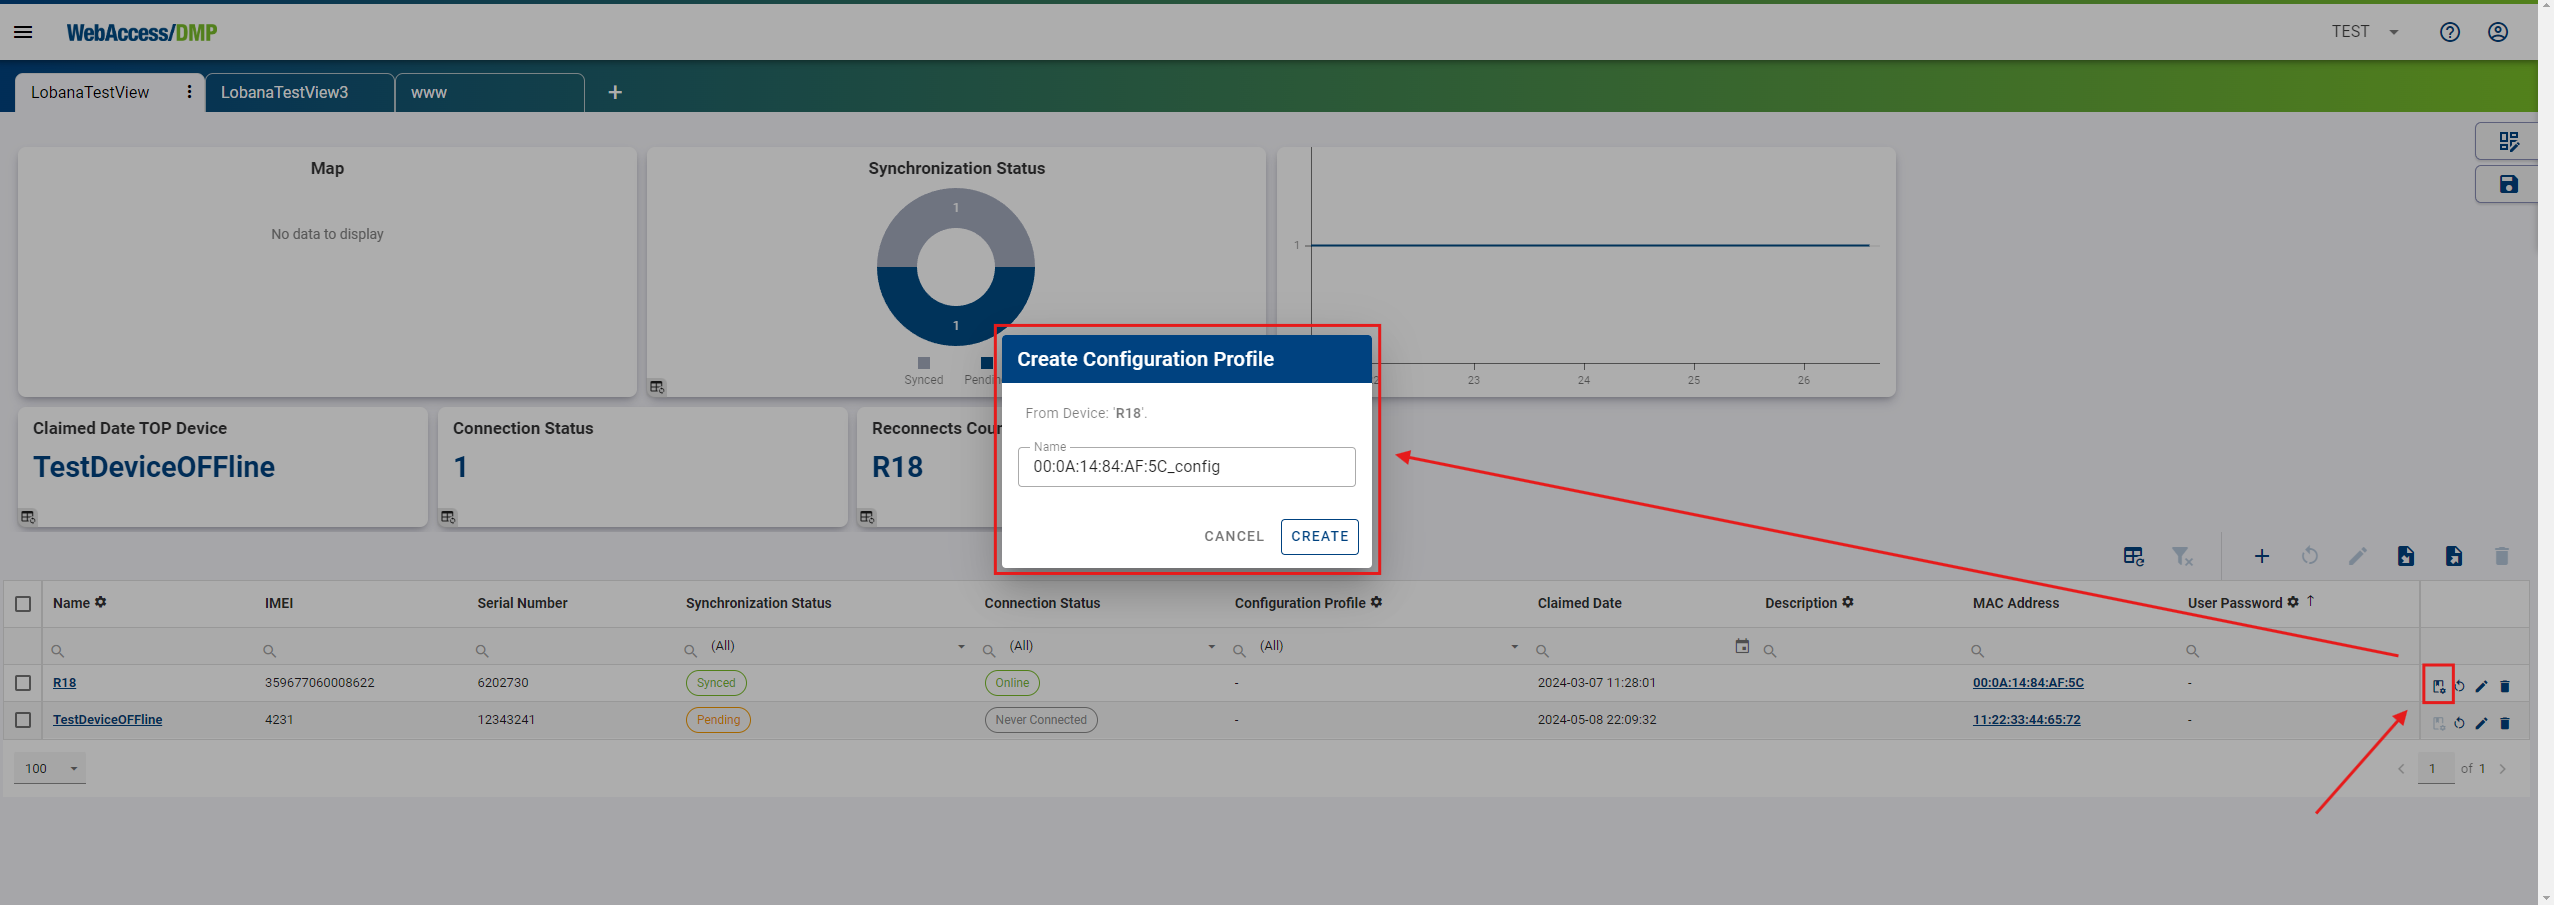 WebAccess/DMP
TEST
LobanaTestView
LobanaTestView3
www
Map
No data to display
Synchronization Status
1
1
Synced
1
23
24
25
26
Claimed Date TOP Device
TestDeviceOFFline
Connection Status
1
R18
Create Configuration Profile
From Device: 'R18'.
Name
00:0A:14:84:AF:5C_config
CANCEL
CREATE
Name IMEI Serial Number Synchronization Status Connection Status Configuration Profile Claimed Date Description MAC Address User Password
(All) (All) (All)
R18 359677060008622 6202730 Synced Online - 2024-03-07 11:28:01 00:0A:14:84:AF:5C -
TestDeviceOFFline 4231 12343241 Pending Never Connected - 2024-05-08 22:09:32 11:22:33:44:65:72 -
100
1 of 1